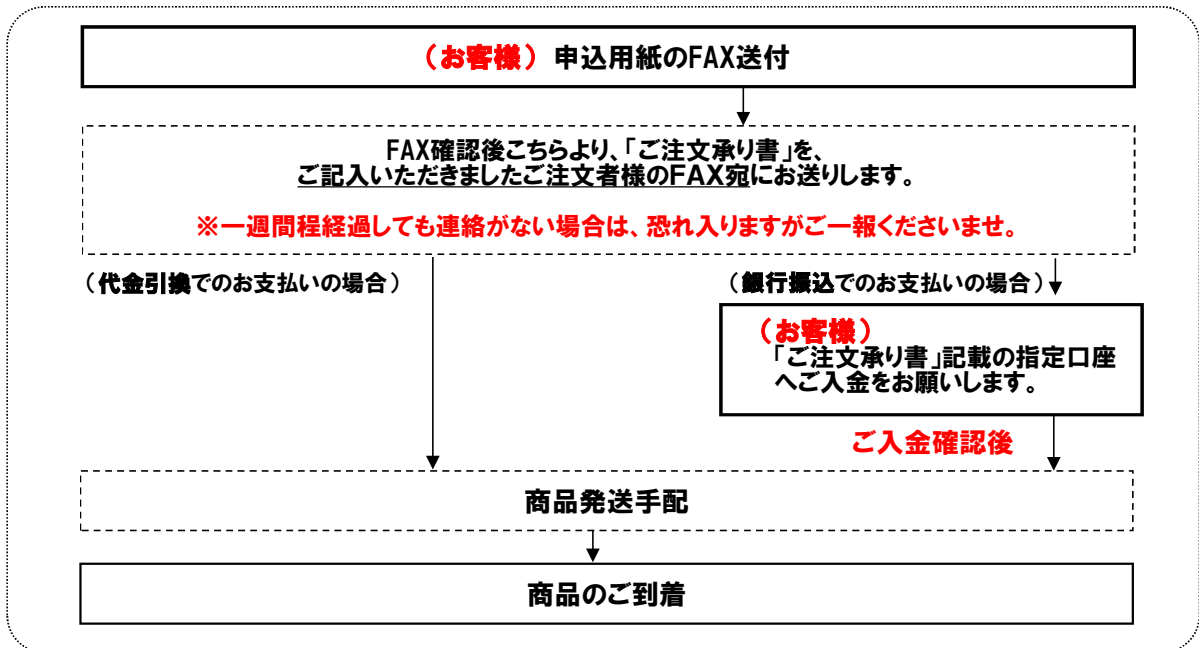 （お客様）申込用紙のFAX送付
FAX確認後こちらより、「ご注文承り書」を、
ご記入いただきましたご注文者様のFAX宛にお送りします。
※一週間程経過しても連絡がない場合は、恐れ入りますがご一報くださいませ。
（代金引換でのお支払いの場合）
（銀行振込でのお支払いの場合）
（お客様）
「ご注文承り書」記載の指定口座
へご入金をお願いします。
ご入金確認後
商品発送手配
商品のご到着